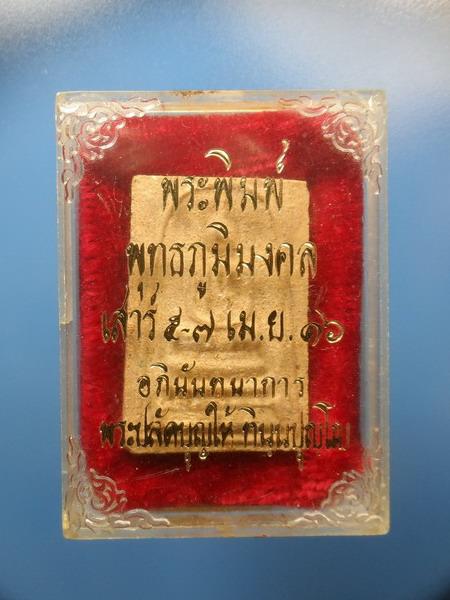 พระพิมพ์
พุทธภูมิมงคล
เสาร์ ๕-๗ เม.ย. ๑๖
อภินันทนาการ
พระปลัดบุญให้